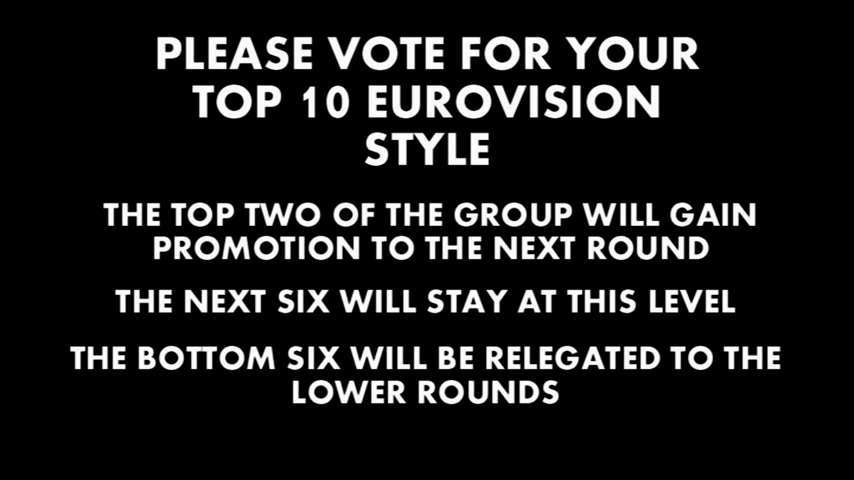 PLEASE VOTE FOR YOUR
TOP 10 EUROVISION
STYLE
THE TOP TWO OF THE GROUP WILL GAIN
PROMOTION TO THE NEXT ROUND
THE NEXT SIX WILL STAY AT THIS LEVEL
THE BOTTOM SIX WILL BE RELEGATED TO THE
LOWER ROUNDS